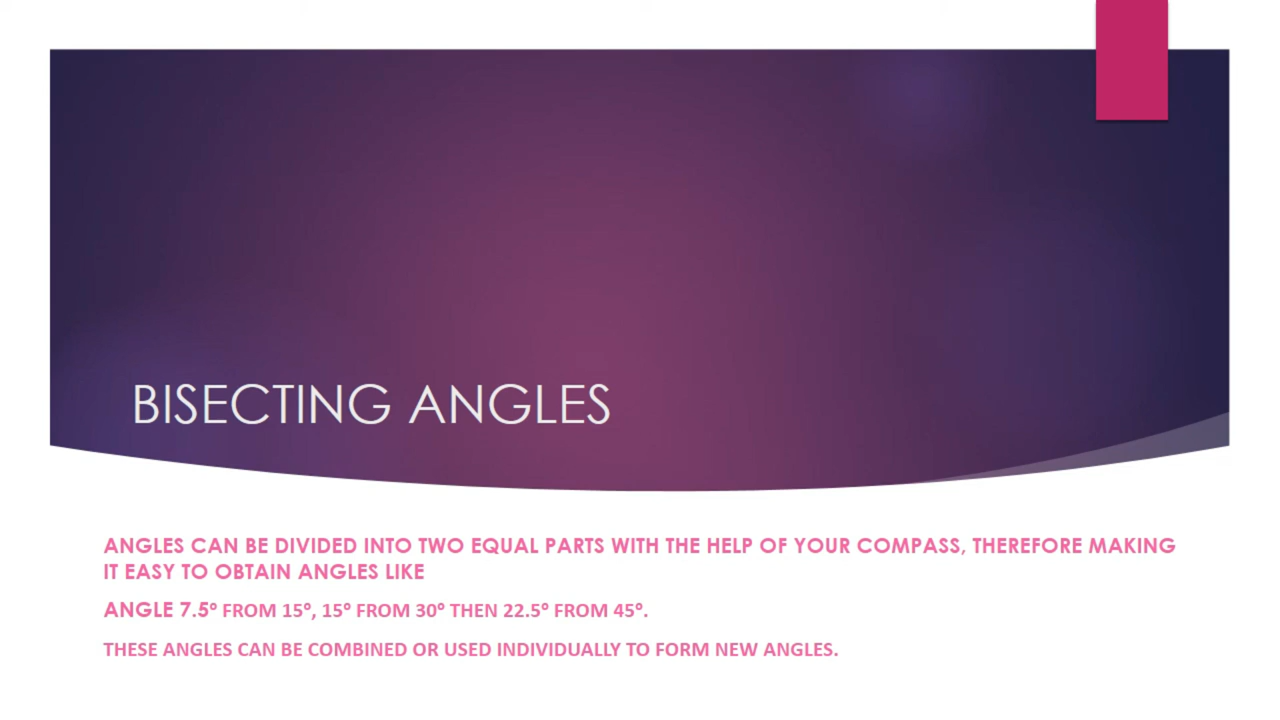 BISECTING ANGLES
ANGLES CAN BE DIVIDED INTO TWO EQUAL PARTS WITH THE HELP OF YOUR COMPASS, THEREFORE MAKING
IT EASY TO OBTAIN ANGLES LIKE
ANGLE 7.5° FROM 15°, 15° FROM 30° THEN 22.5° FROM 45°.
THESE ANGLES CAN BE COMBINED OR USED INDIVIDUALLY TO FORM NEW ANGLES.